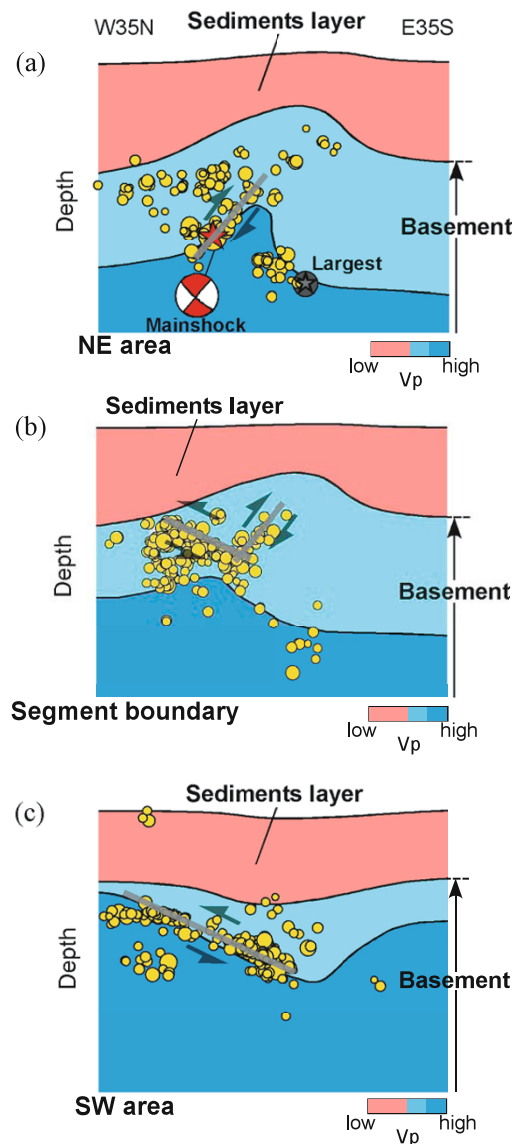 W35N
Sediments layer
E35S
(a)
Depth
Basement
Largest
Mainshock
NE area
low
high
Vp
Sediments layer
(b)
Depth
Basement
Segment boundary
low
high
Vp
Sediments layer
(c)
Depth
Basement
SW area
low
high
Vp